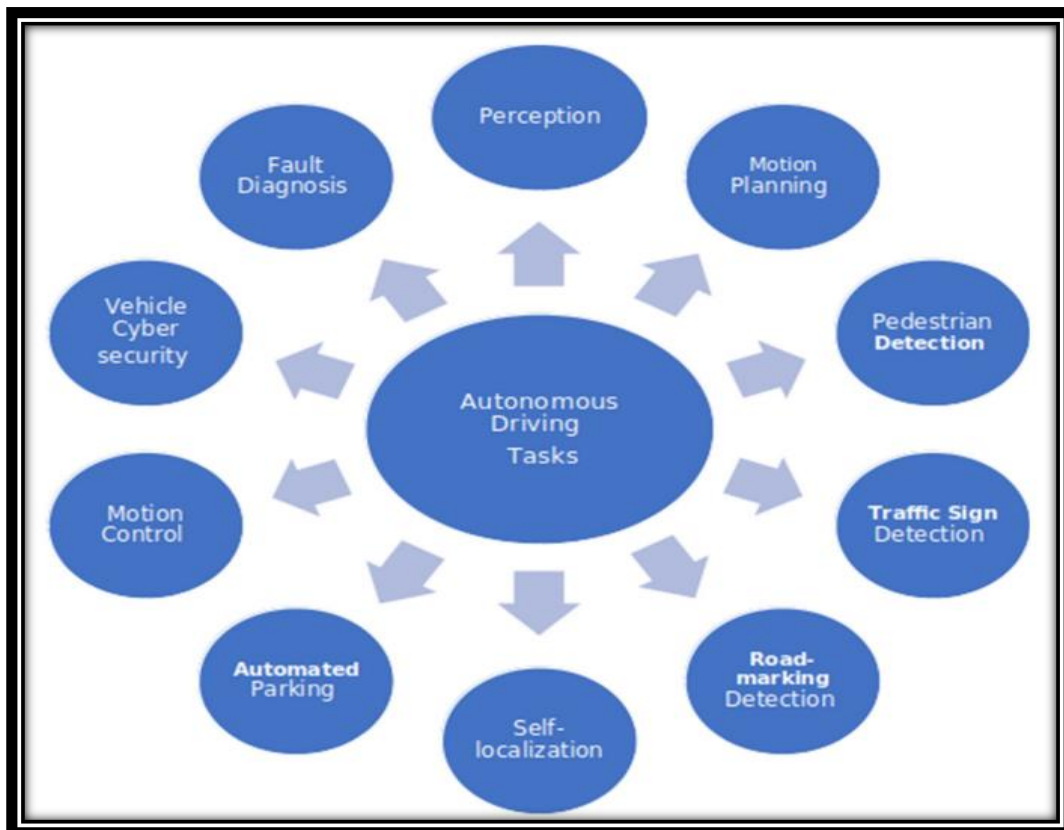 Perception
Motion
Planning
Pedestrian
Detection
Traffic Sign
Detection
Road-
marking
Detection
Self-
localization
Automated
Parking
Motion
Control
Vehicle
Cyber
security
Fault
Diagnosis
Autonomous
Driving
Tasks